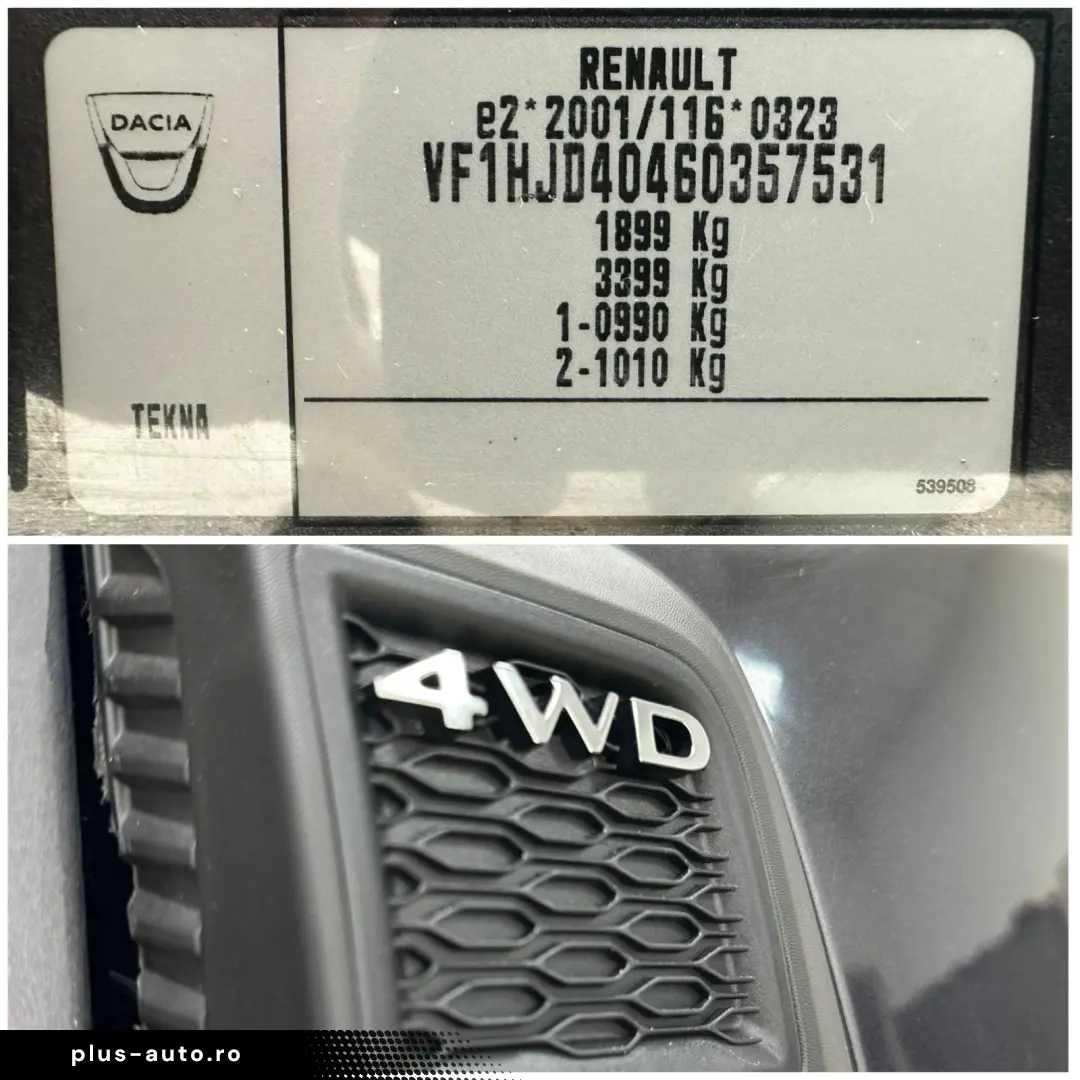 DACIA
RENAULT
e2*2001/116*0323
VF1HJD40460357531
1899 Kg
3399 Kg
1-0990 Kg
2-1010 Kg
TEKNA
539508
4WD
plus-auto.ro